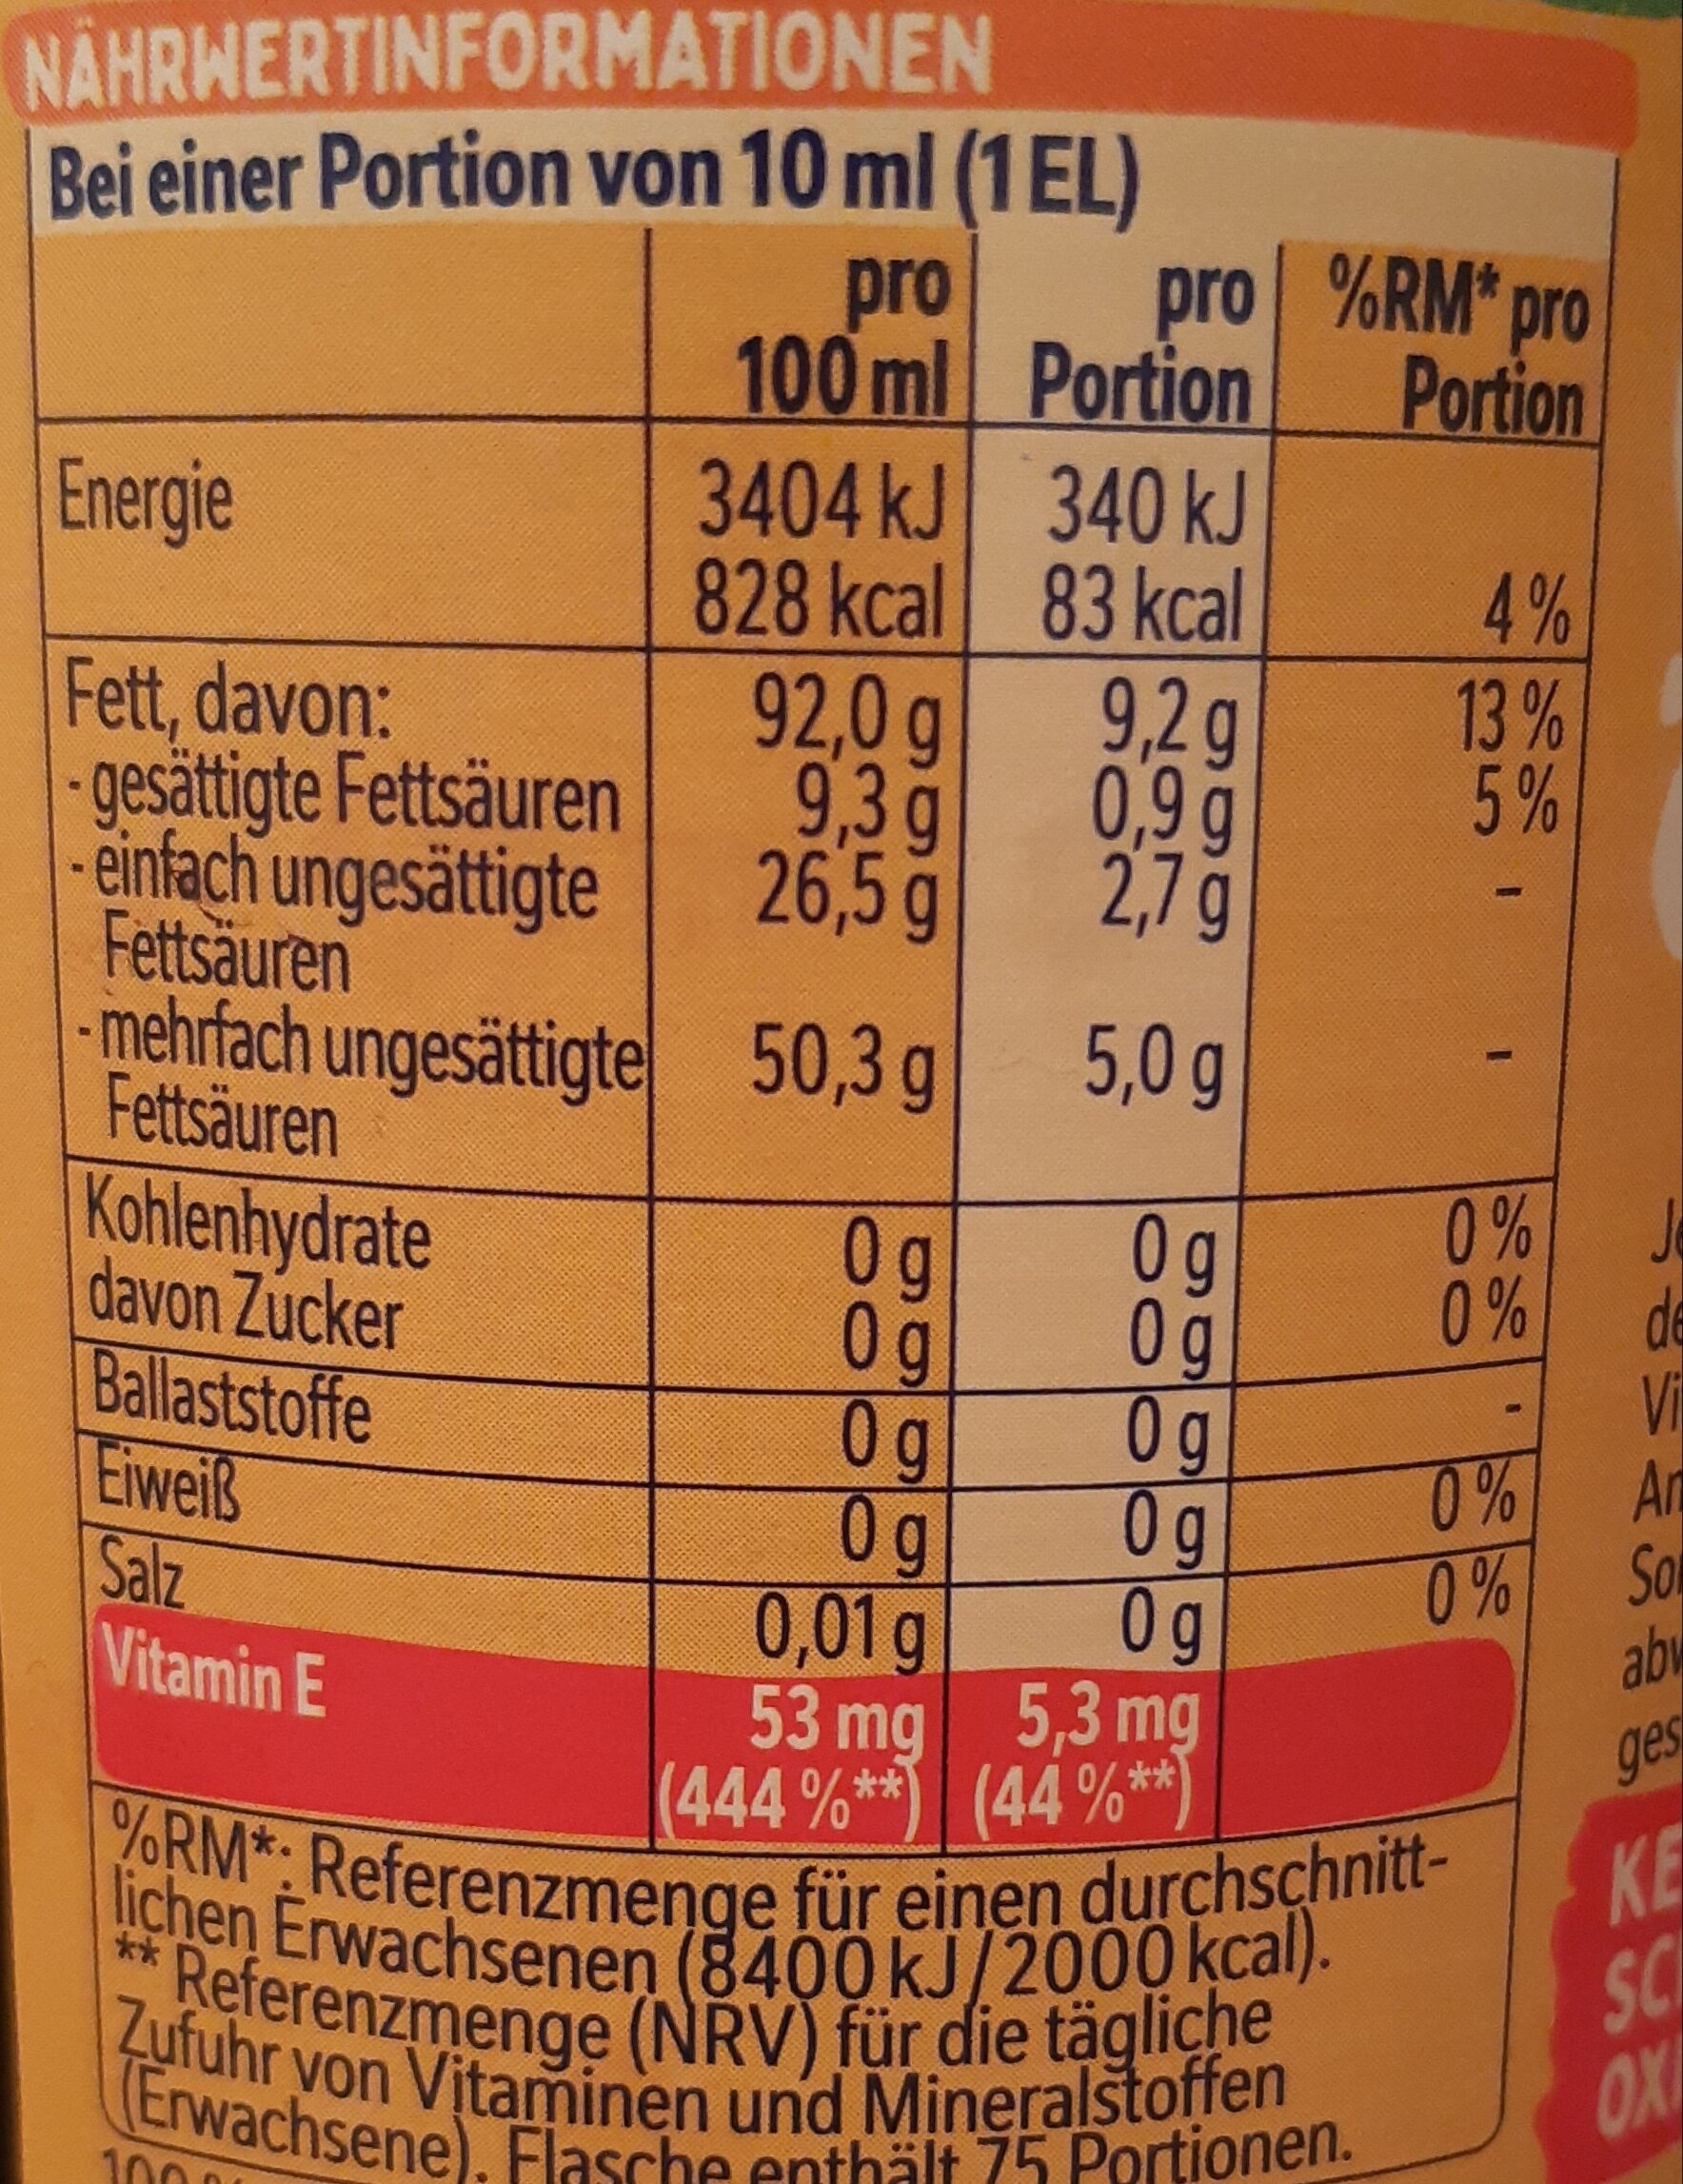 NÄHRWERTINFORMATIONEN
Bei einer Portion von 10 ml (1 EL)
pro 100 ml pro Portion %RM* pro Portion
Energie 3404 kJ 340 kJ
828 kcal 83 kcal 4 %
Fett, davon: 92,0 g 9,2 g 13 %
- gesättigte Fettsäuren 9,3 g 0,9 g 5 %
- einfach ungesättigte 26,5 g 2,7 g –
Fettsäuren
- mehrfach ungesättigte 50,3 g 5,0 g –
Fettsäuren
Kohlenhydrate 0 g 0 g 0 %
davon Zucker 0 g 0 g 0 %
Ballaststoffe 0 g 0 g -
Eiweiß 0 g 0 g 0 %
Salz 0,01 g 0 g 0 %
Vitamin E 53 mg 5,3 mg
(444 %**) (44 %**)
%RM*: Referenzmenge für einen durchschnitt-
lichen Erwachsenen (8400 kJ/2000 kcal).
** Referenzmenge (NRV) für die tägliche
Zufuhr von Vitaminen und Mineralstoffen
(Erwachsene). Flasche enthält 75 Portionen.